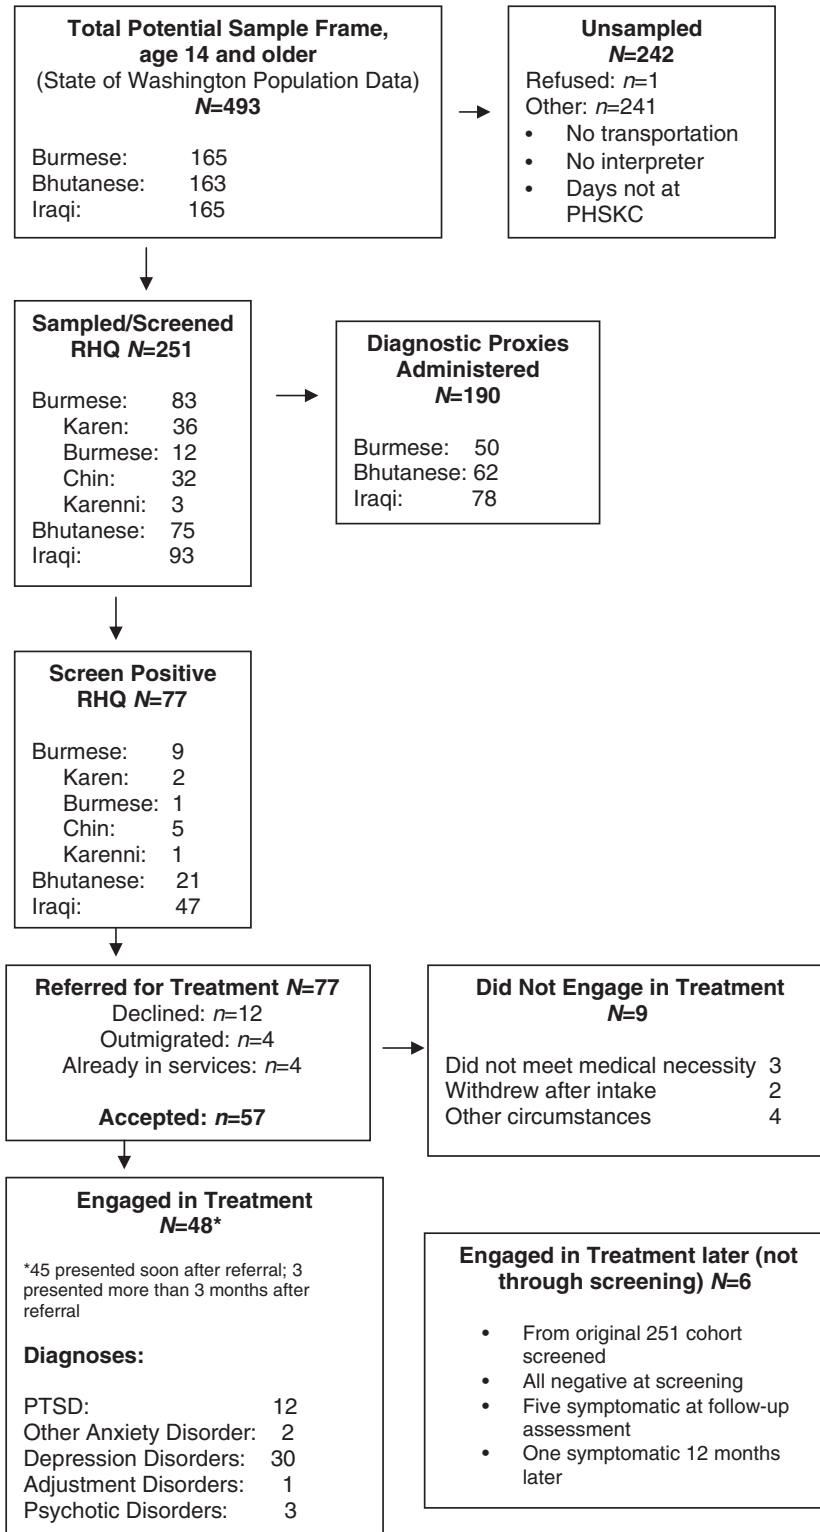 Total Potential Sample Frame,
age 14 and older
(State of Washington Population Data)
N=493
Burmese: 165
Bhutanese: 163
Iraqi: 165
Unsampled
N=242
Refused: n=1
Other: n=241
• No transportation
• No interpreter
• Days not at
PHSKC
Sampled/Screened
RHQ N=251
Burmese: 83
Karen: 36
Burmese: 12
Chin: 32
Karenni: 3
Bhutanese: 75
Iraqi: 93
Diagnostic Proxies
Administered
N=190
Burmese: 50
Bhutanese: 62
Iraqi: 78
Screen Positive
RHQ N=77
Burmese: 9
Karen: 2
Burmese: 1
Chin: 5
Karenni: 1
Bhutanese: 21
Iraqi: 47
Referred for Treatment N=77
Declined: n=12
Outmigrated: n=4
Already in services: n=4
Accepted: n=57
Did Not Engage in Treatment
N=9
Did not meet medical necessity 3
Withdrew after intake 2
Other circumstances 4
Engaged in Treatment
N=48*
*45 presented soon after referral; 3
presented more than 3 months after
referral
Diagnoses:
PTSD: 12
Other Anxiety Disorder: 2
Depression Disorders: 30
Adjustment Disorders: 1
Psychotic Disorders: 3
Engaged in Treatment later (not
through screening) N=6
• From original 251 cohort
screened
• All negative at screening
• Five symptomatic at follow-up
assessment
• One symptomatic 12 months
later